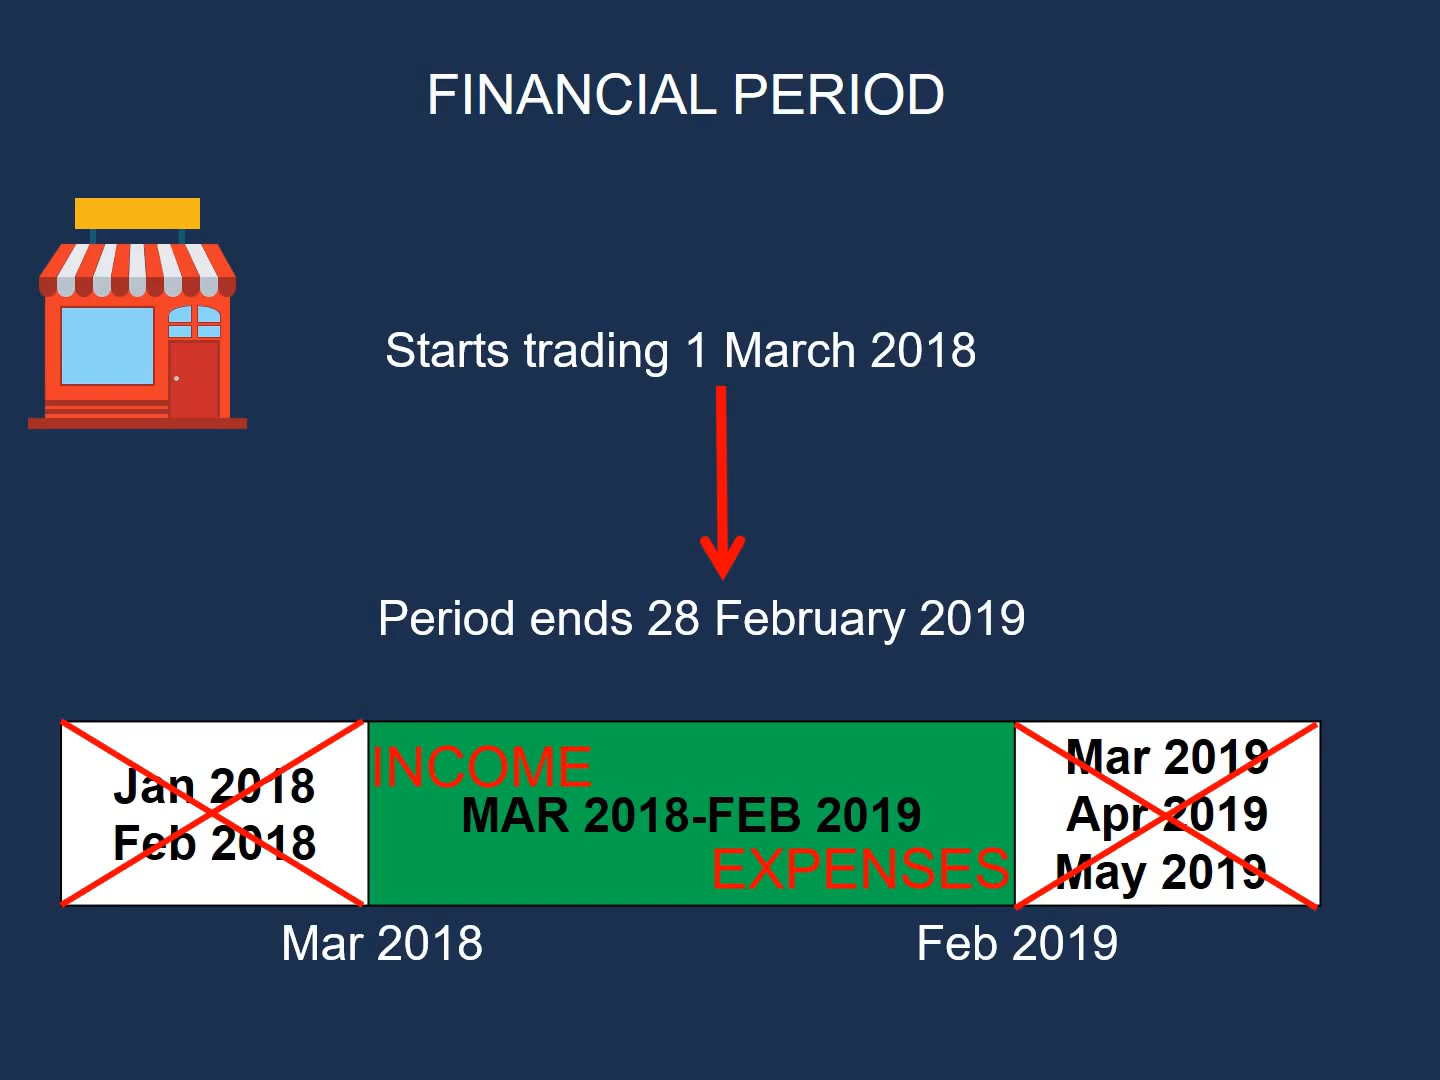 FINANCIAL PERIOD
Starts trading 1 March 2018
Period ends 28 February 2019
Jan 2018
Feb 2018
INCOME
MAR 2018-FEB 2019
EXPENSES
Mar 2019
Apr 2019
May 2019
Mar 2018
Feb 2019